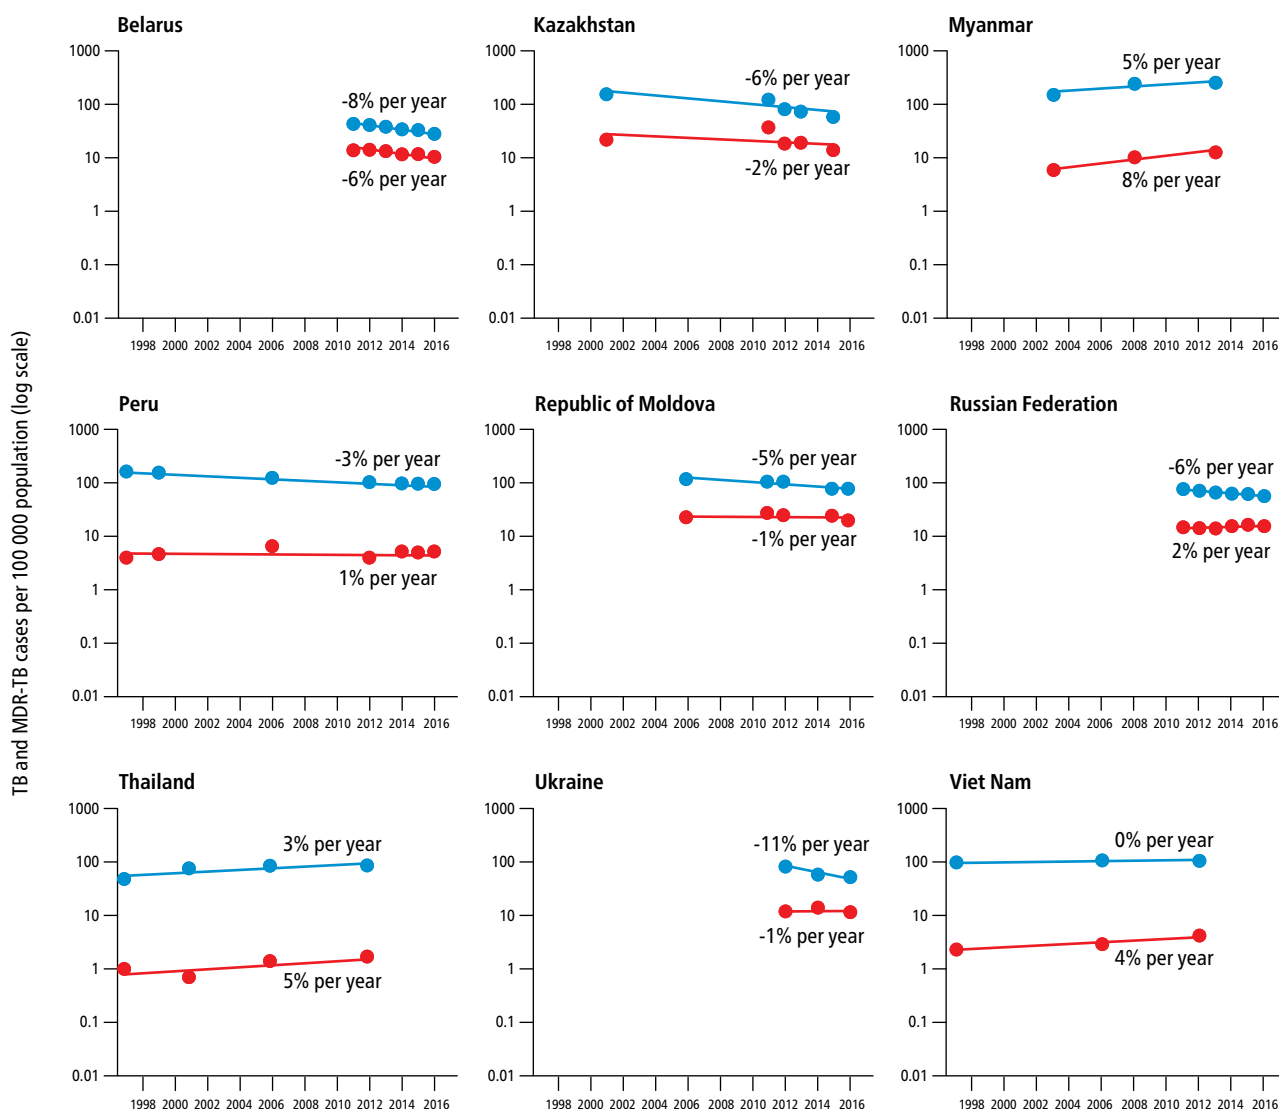 TB and MDR-TB cases per 100 000 population (log scale)
Belarus
1000
100
10
1
0.1
0.01
-8% per year
-6% per year
1998 2000 2002 2004 2006 2008 2010 2012 2014 2016
Kazakhstan
1000
100
10
1
0.1
0.01
-6% per year
-2% per year
1998 2000 2002 2004 2006 2008 2010 2012 2014 2016
Myanmar
1000
100
10
1
0.1
0.01
5% per year
8% per year
1998 2000 2002 2004 2006 2008 2010 2012 2014 2016
Peru
1000
100
10
1
0.1
0.01
-3% per year
1% per year
1998 2000 2002 2004 2006 2008 2010 2012 2014 2016
Republic of Moldova
1000
100
10
1
0.1
0.01
-5% per year
-1% per year
1998 2000 2002 2004 2006 2008 2010 2012 2014 2016
Russian Federation
1000
100
10
1
0.1
0.01
-6% per year
2% per year
1998 2000 2002 2004 2006 2008 2010 2012 2014 2016
Thailand
1000
100
10
1
0.1
0.01
3% per year
5% per year
1998 2000 2002 2004 2006 2008 2010 2012 2014 2016
Ukraine
1000
100
10
1
0.1
0.01
-11% per year
-1% per year
1998 2000 2002 2004 2006 2008 2010 2012 2014 2016
Viet Nam
1000
100
10
1
0.1
0.01
0% per year
4% per year
1998 2000 2002 2004 2006 2008 2010 2012 2014 2016